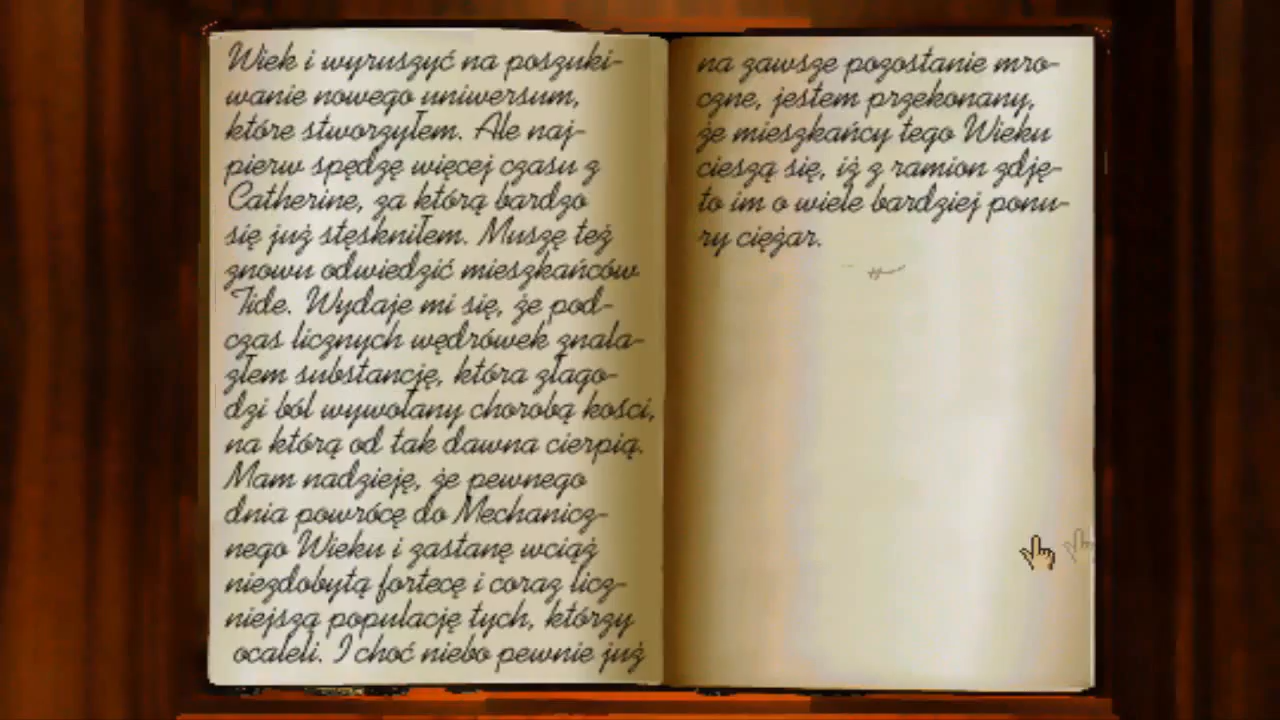 Wiek i wyruszyć na poszuki-
wanie nowego uniwersum,
które stworzyłem. Ale naj-
pierw spędzę więcej czasu z
Catherine, za którą bardzo
się już stęskniłem. Muszę też
znowu odwiedzić mieszkańców
Tide. Wydaje mi się, że pod-
czas licznych wędrówek znala-
złem substancję, która złago-
dzi ból wywołany chorobą kości,
na którą od tak dawna cierpią.
Mam nadzieję, że pewnego
dnia powrócę do Mechanicz-
nego Wieku i zastanę wciąż
niezdobytą fortecę i coraz licz-
niejszą populację tych, którzy
ocaleli. I choć niebo pewnie już
na zawsze pozostanie mro-
czne, jestem przekonany,
że mieszkańcy tego Wieku
cieszą się, iż z ramion zdję-
to im o wiele bardziej ponu-
ry ciężar.